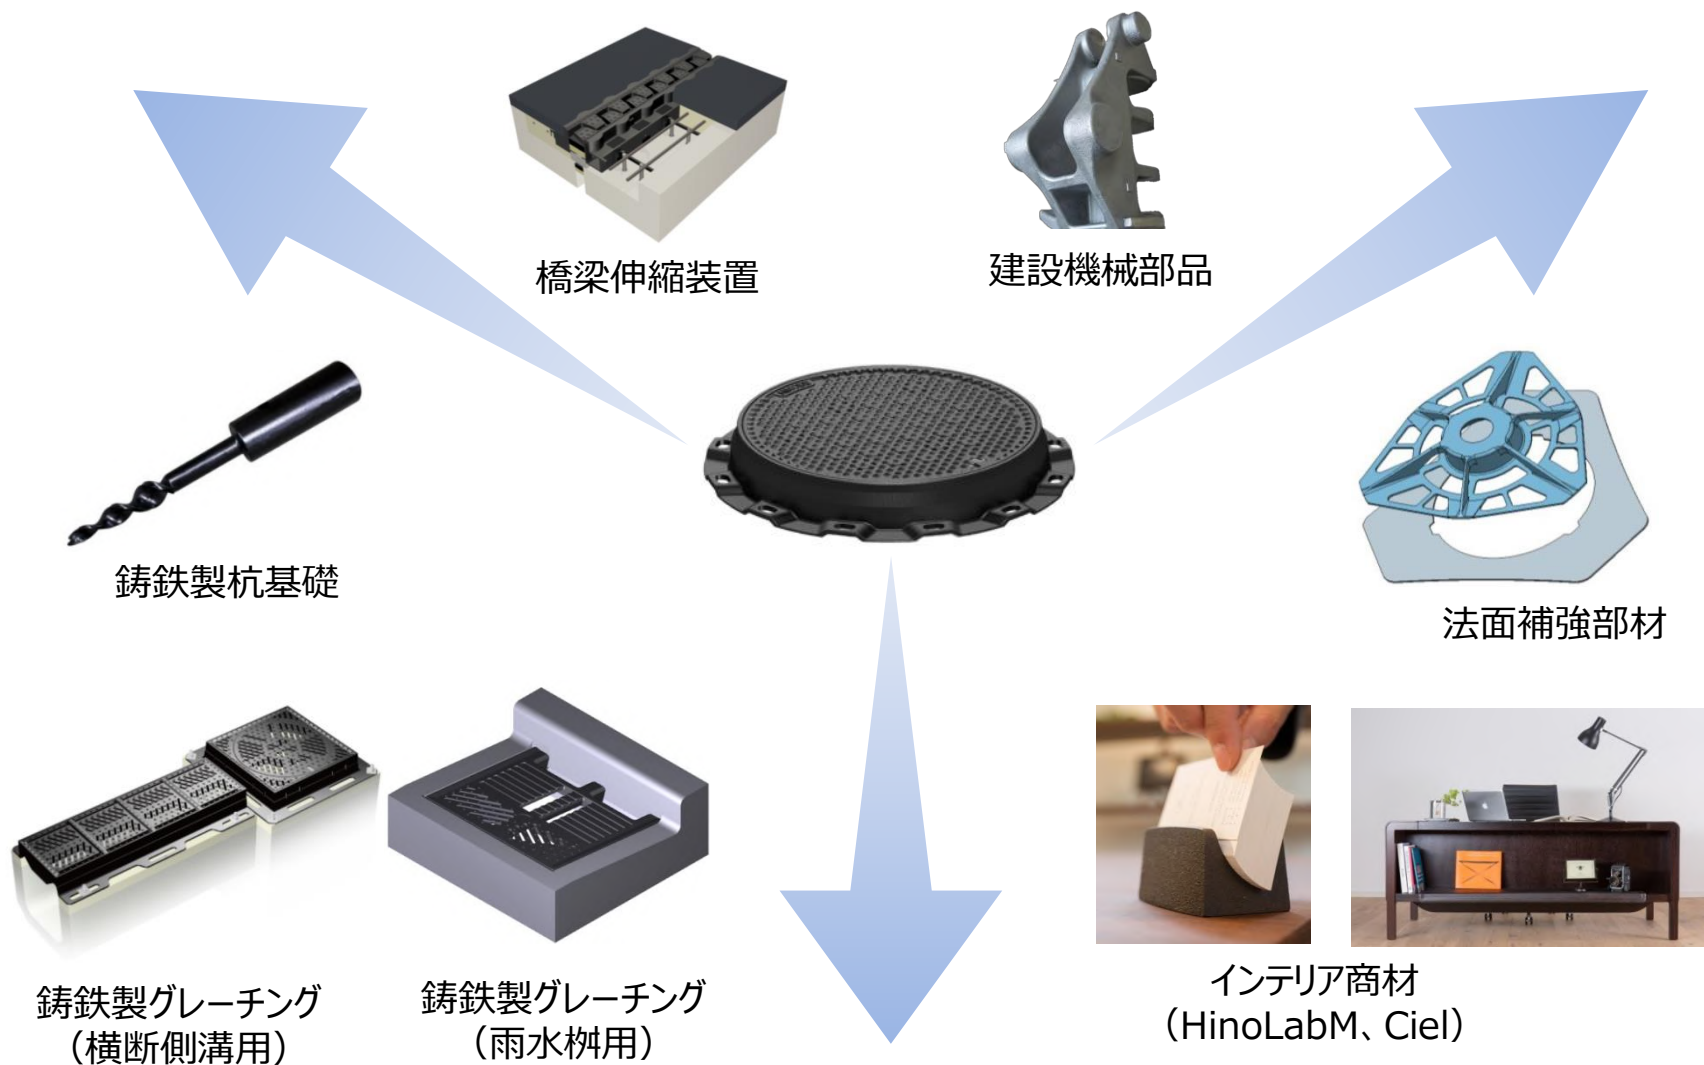 橋梁伸縮装置
建設機械部品
鋳鉄製杭基礎
法面補強部材
鋳鉄製グレーチング
（横断側溝用）
鋳鉄製グレーチング
（雨水桝用）
インテリア商材
（HinoLabM、Ciel）